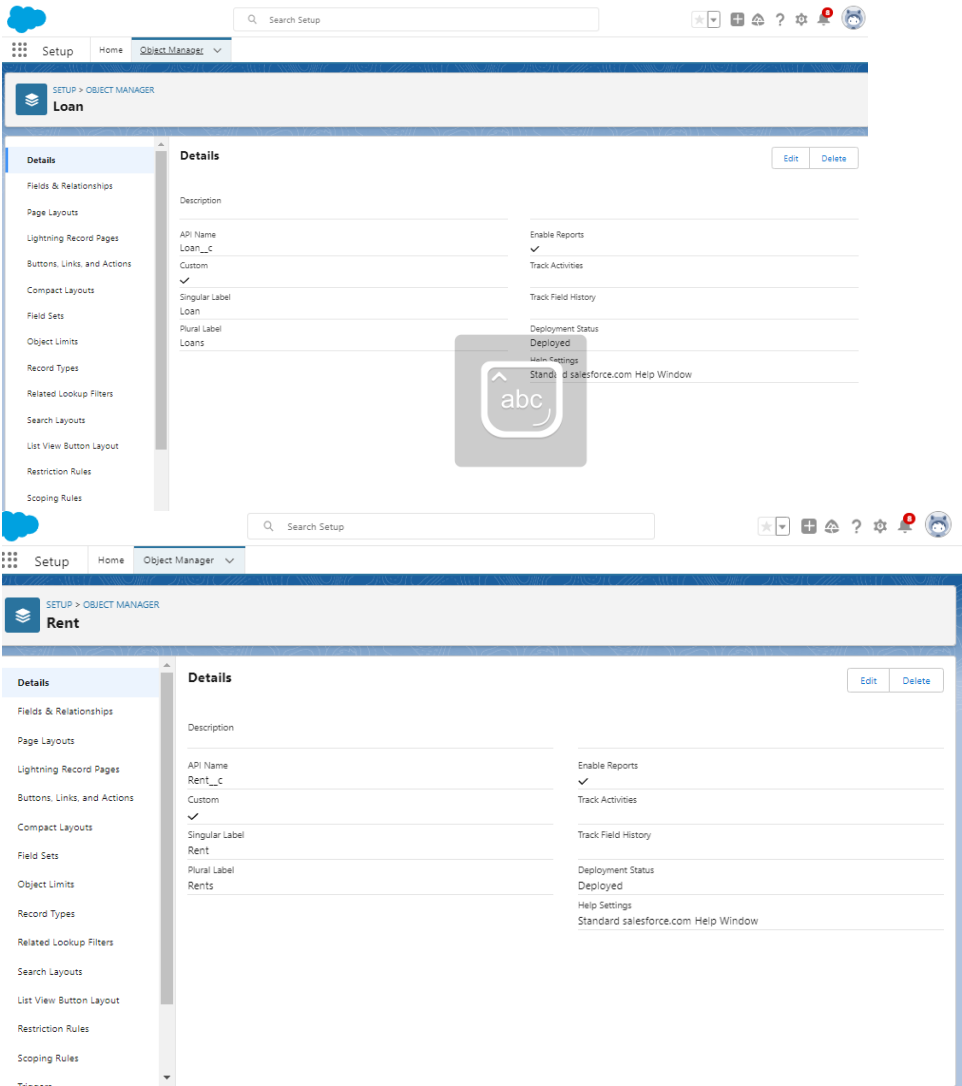 Search Setup
8
Setup Home Object Manager
SETUP > OBJECT MANAGER
Loan
Details
Fields & Relationships
Page Layouts
Lightning Record Pages
Buttons, Links, and Actions
Compact Layouts
Field Sets
Object Limits
Record Types
Related Lookup Filters
Search Layouts
List View Button Layout
Restriction Rules
Scoping Rules
Details
Edit Delete
Description
API Name
Loan__c
Custom
Singular Label
Loan
Plural Label
Loans
Enable Reports
Track Activities
Track Field History
Deployment Status
Deployed
Help Settings
Standard salesforce.com Help Window
abc
Search Setup
8
Setup Home Object Manager
SETUP > OBJECT MANAGER
Rent
Details
Fields & Relationships
Page Layouts
Lightning Record Pages
Buttons, Links, and Actions
Compact Layouts
Field Sets
Object Limits
Record Types
Related Lookup Filters
Search Layouts
List View Button Layout
Restriction Rules
Scoping Rules
Triggers
Details
Edit Delete
Description
API Name
Rent__c
Custom
Singular Label
Rent
Plural Label
Rents
Enable Reports
Track Activities
Track Field History
Deployment Status
Deployed
Help Settings
Standard salesforce.com Help Window